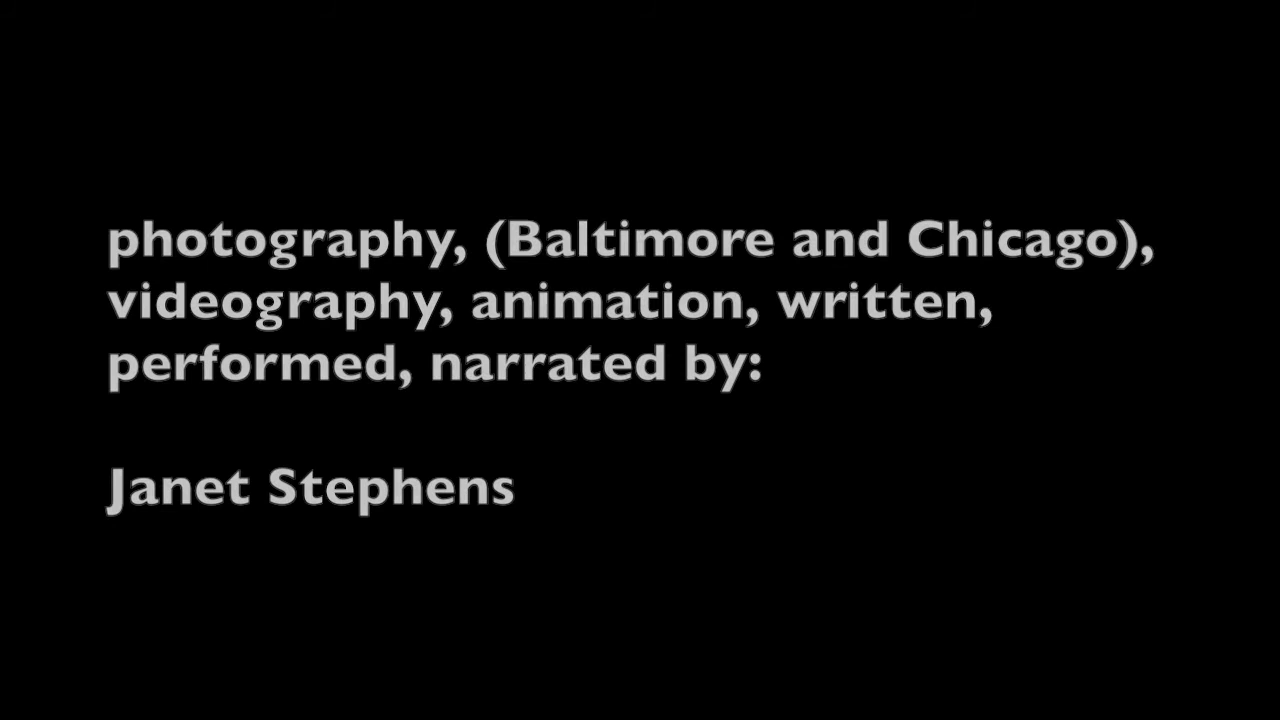 photography, (Baltimore and Chicago),
videography, animation, written,
performed, narrated by:
Janet Stephens